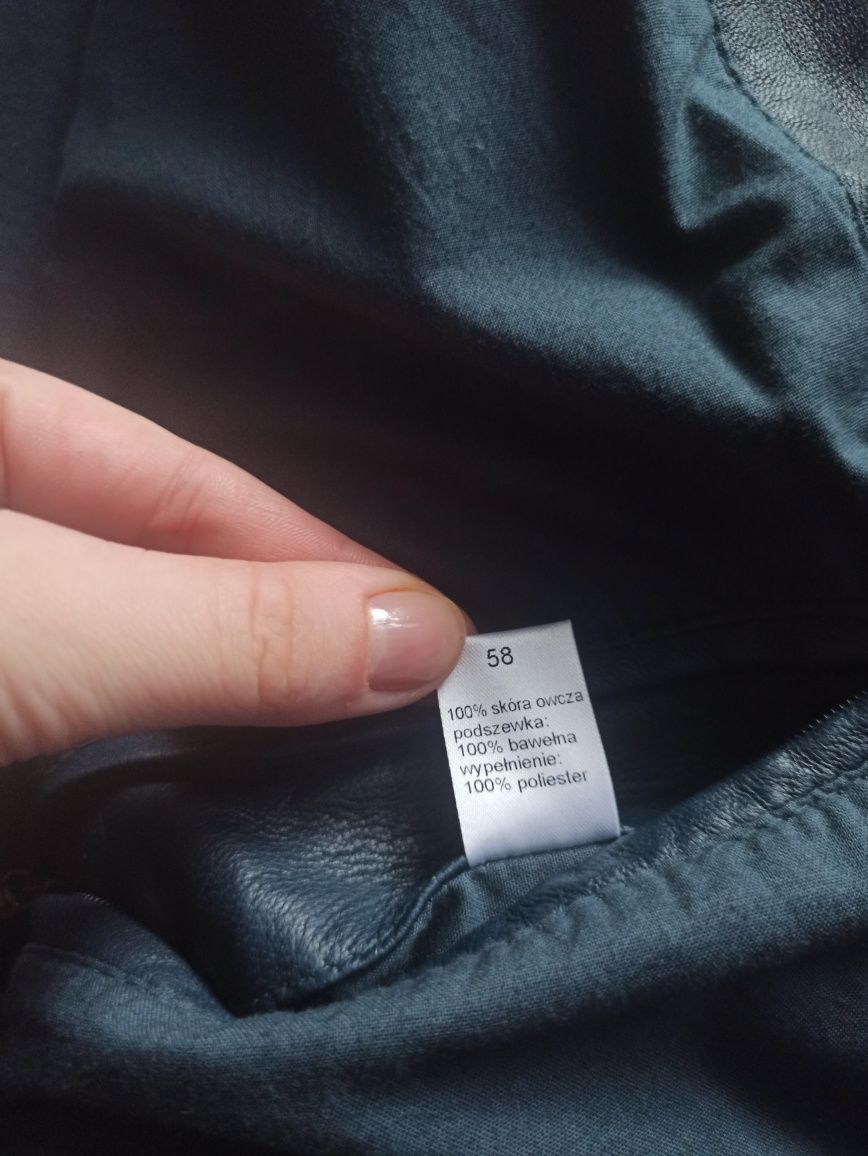 58
100% skóra owcza
podszewka:
100% bawełna
wypełnienie:
100% poliester